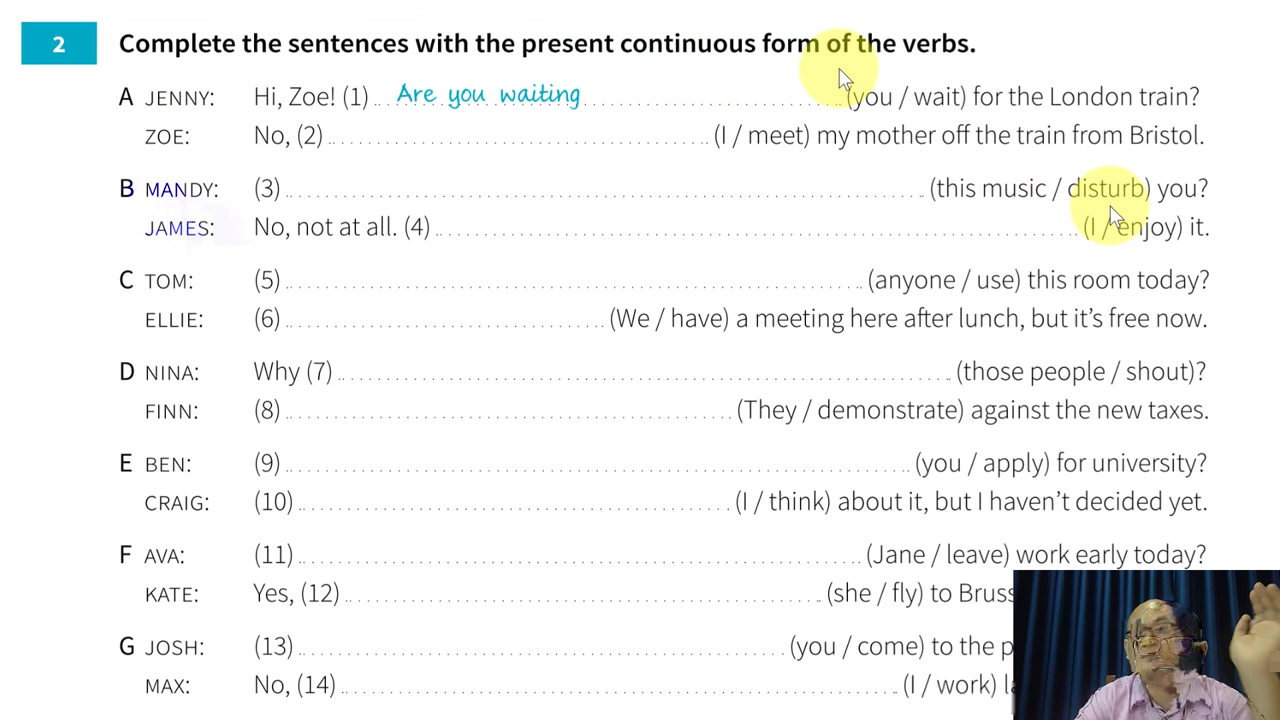 2 Complete the sentences with the present continuous form of the verbs.
A JENNY: Hi, Zoe! (1) Are you waiting (you / wait) for the London train?
ZOE: No, (2) (I / meet) my mother off the train from Bristol.
B MANDY: (3) (this music / disturb) you?
JAMES: No, not at all. (4) (I / enjoy) it.
C TOM: (5) (anyone / use) this room today?
ELLIE: (6) (We / have) a meeting here after lunch, but it's free now.
D NINA: Why (7) (those people / shout)?
FINN: (8) (They / demonstrate) against the new taxes.
E BEN: (9) (you / apply) for university?
CRAIG: (10) (I / think) about it, but I haven't decided yet.
F AVA: (11) (Jane / leave) work early today?
KATE: Yes, (12) (she / fly) to
G JOSH: (13) (you / come) to the
MAX: No, (14) (I / work)